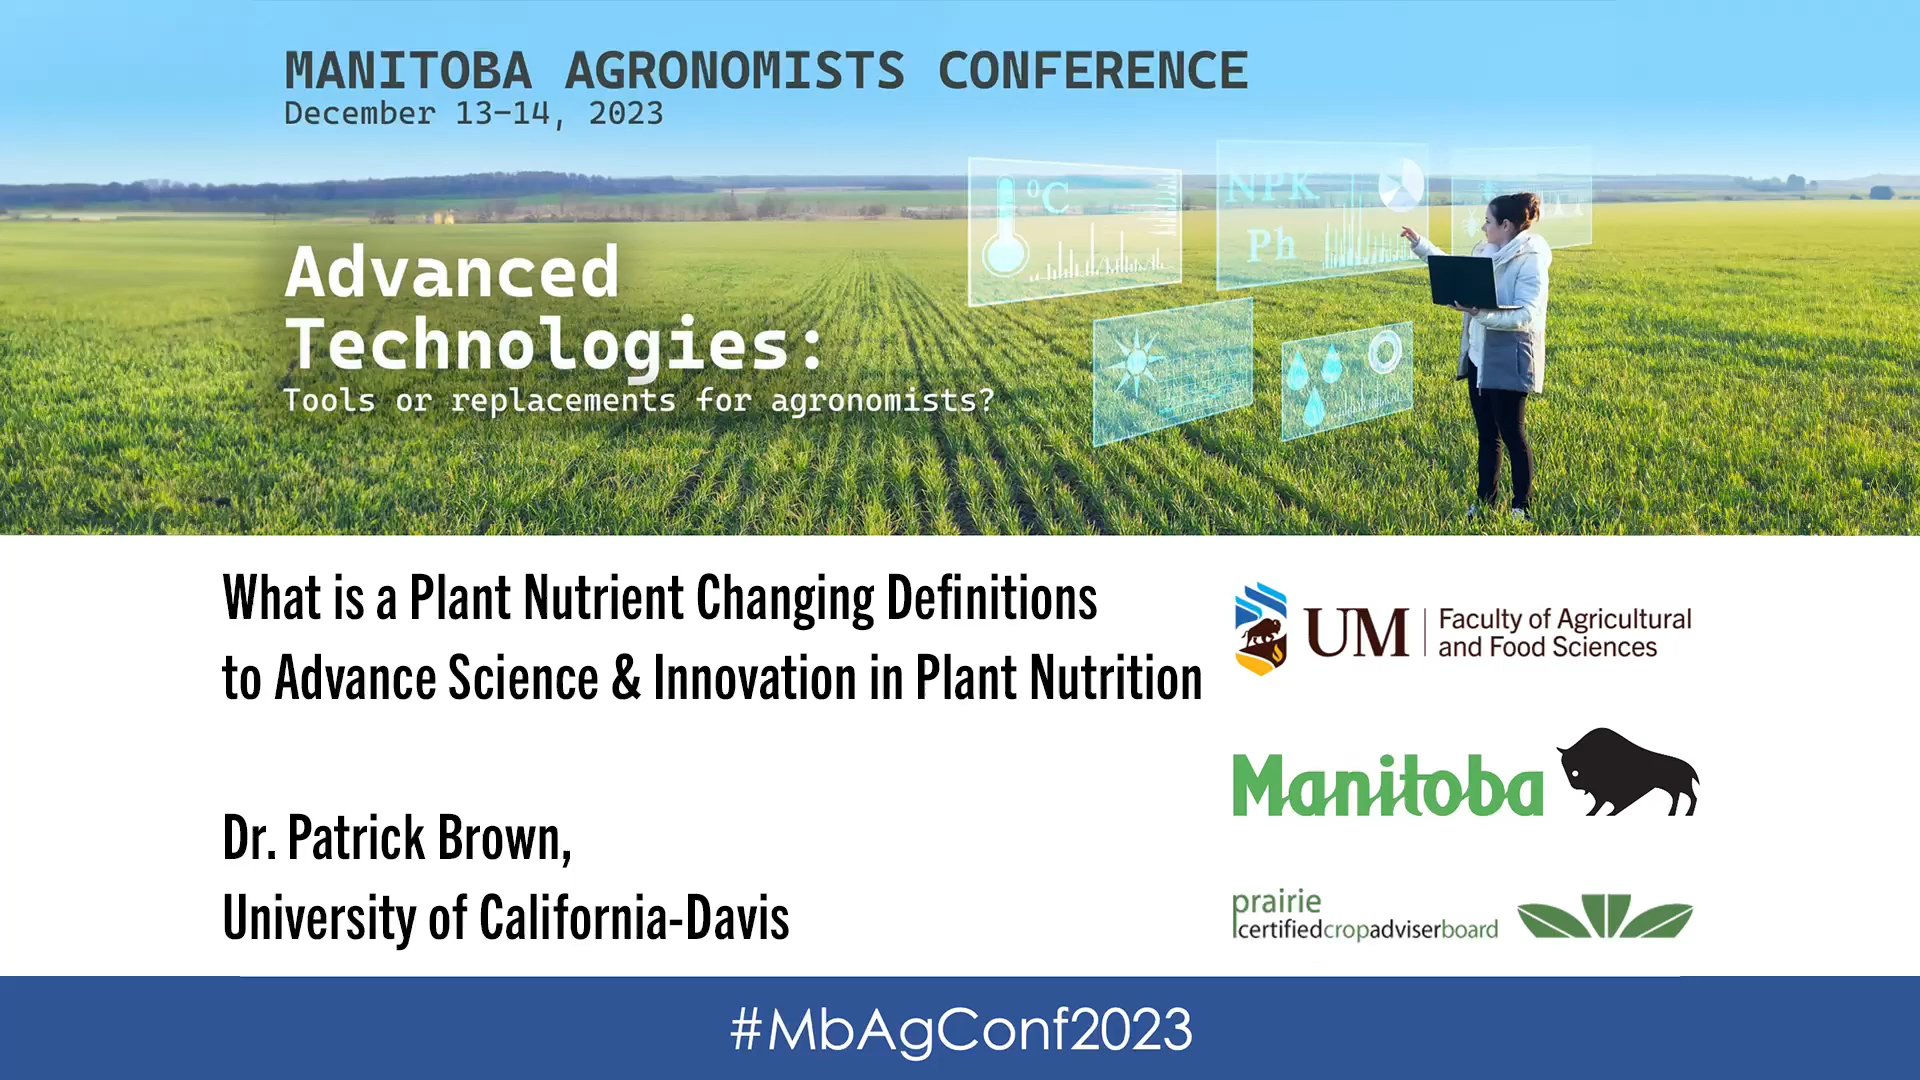 MANITOBA AGRONOMISTS CONFERENCE
December 13-14, 2023
°C
NPK
Ph
Advanced
Technologies:
Tools or replacements for agronomists?
What is a Plant Nutrient Changing Definitions
to Advance Science & Innovation in Plant Nutrition
Dr. Patrick Brown,
University of California-Davis
UM
Faculty of Agricultural
and Food Sciences
Manitoba
prairie
certifiedcropadviserboard
#MbAgConf2023